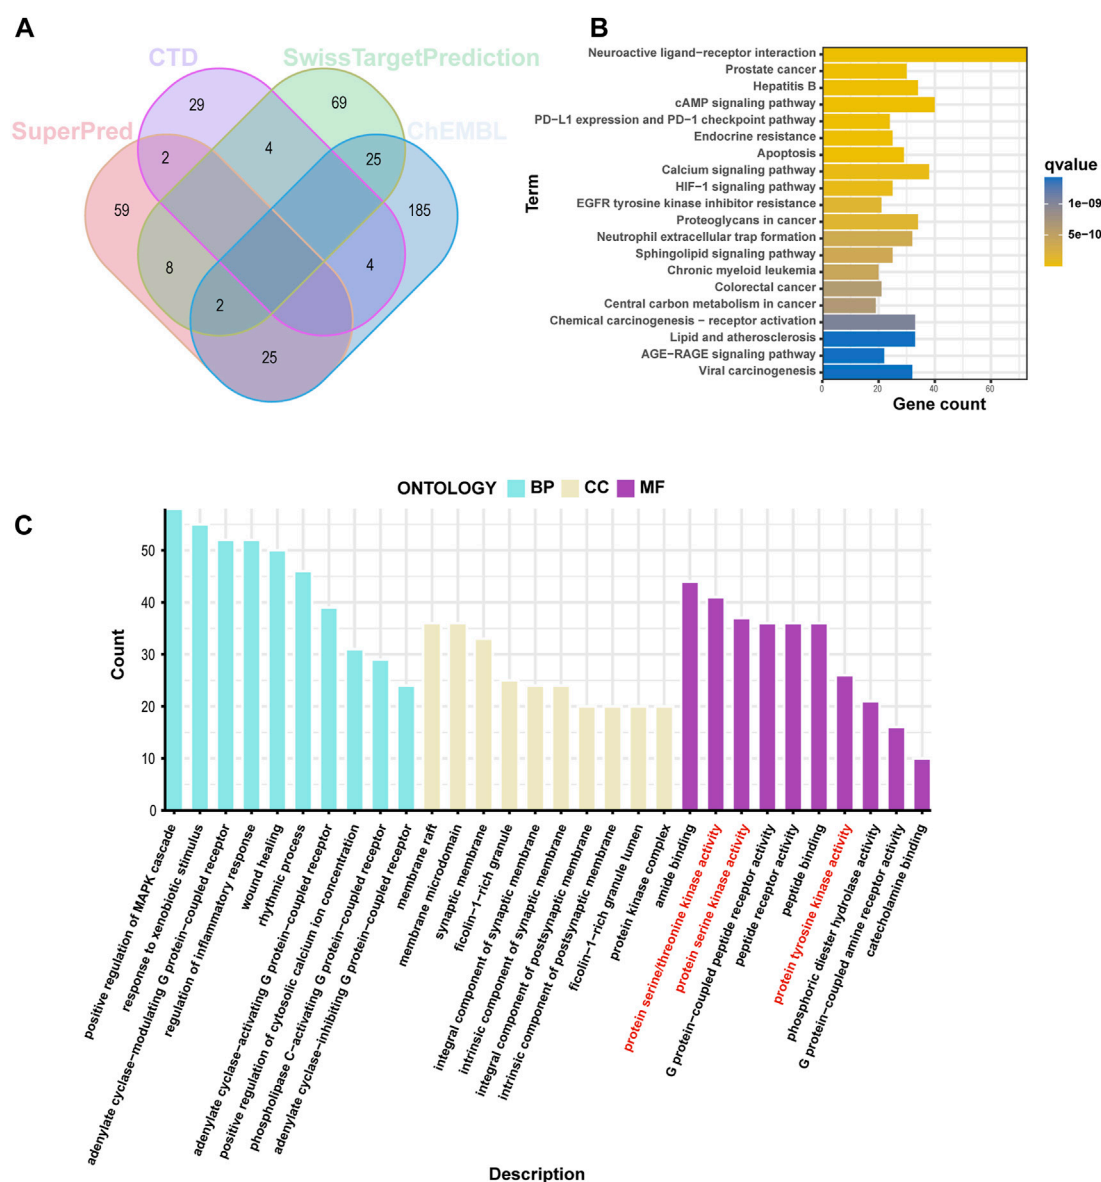 A
CTD
SwissTargetPrediction
SuperPred
ChEMBL
29
69
2
4
25
59
185
8
4
2
25
B
Neuroactive ligand−receptor interaction
Prostate cancer
Hepatitis B
cAMP signaling pathway
PD−L1 expression and PD−1 checkpoint pathway
Endocrine resistance
Apoptosis
Calcium signaling pathway
HIF−1 signaling pathway
EGFR tyrosine kinase inhibitor resistance
Proteoglycans in cancer
Neutrophil extracellular trap formation
Sphingolipid signaling pathway
Chronic myeloid leukemia
Colorectal cancer
Central carbon metabolism in cancer
Chemical carcinogenesis − receptor activation
Lipid and atherosclerosis
AGE−RAGE signaling pathway
Viral carcinogenesis
Term
0 20 40 60
Gene count
qvalue
1e−09
5e−10
C
ONTOLOGY BP CC MF
Count
50
40
30
20
10
0
positive regulation of MAPK cascade
response to xenobiotic stimulus
adenylate cyclase−modulating G protein−coupled receptor
regulation of inflammatory response
wound healing
rhythmic process
adenylate cyclase−activating G protein−coupled receptor
positive regulation of cytosolic calcium concentration
phospholipase C−activating G protein−coupled receptor
adenylate cyclase−inhibiting G protein−coupled receptor
membrane raft
membrane microdomain
synaptic membrane
ficolin−1−rich granule
integral component of synaptic membrane
intrinsic component of synaptic membrane
integral component of postsynaptic membrane
intrinsic component of postsynaptic membrane
ficolin−1−rich granule lumen
protein kinase complex
amide binding
protein serine/threonine kinase activity
protein serine kinase activity
G protein−coupled peptide receptor activity
peptide receptor activity
peptide binding
protein tyrosine kinase activity
phosphoric diester hydrolase activity
G protein−coupled amine receptor activity
catecholamine binding
Description